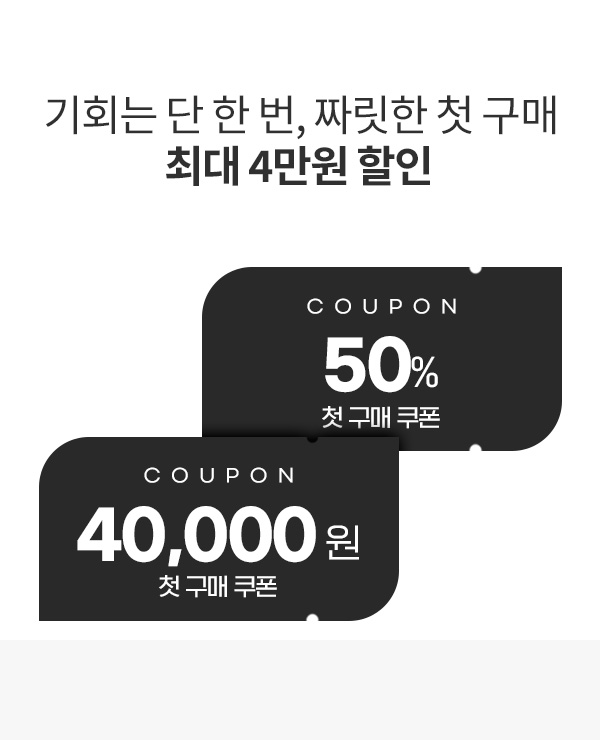 기회는 단 한 번, 짜릿한 첫 구매
최대 4만원 할인
COUPON
50%
첫 구매 쿠폰
COUPON
40,000 원
첫 구매 쿠폰